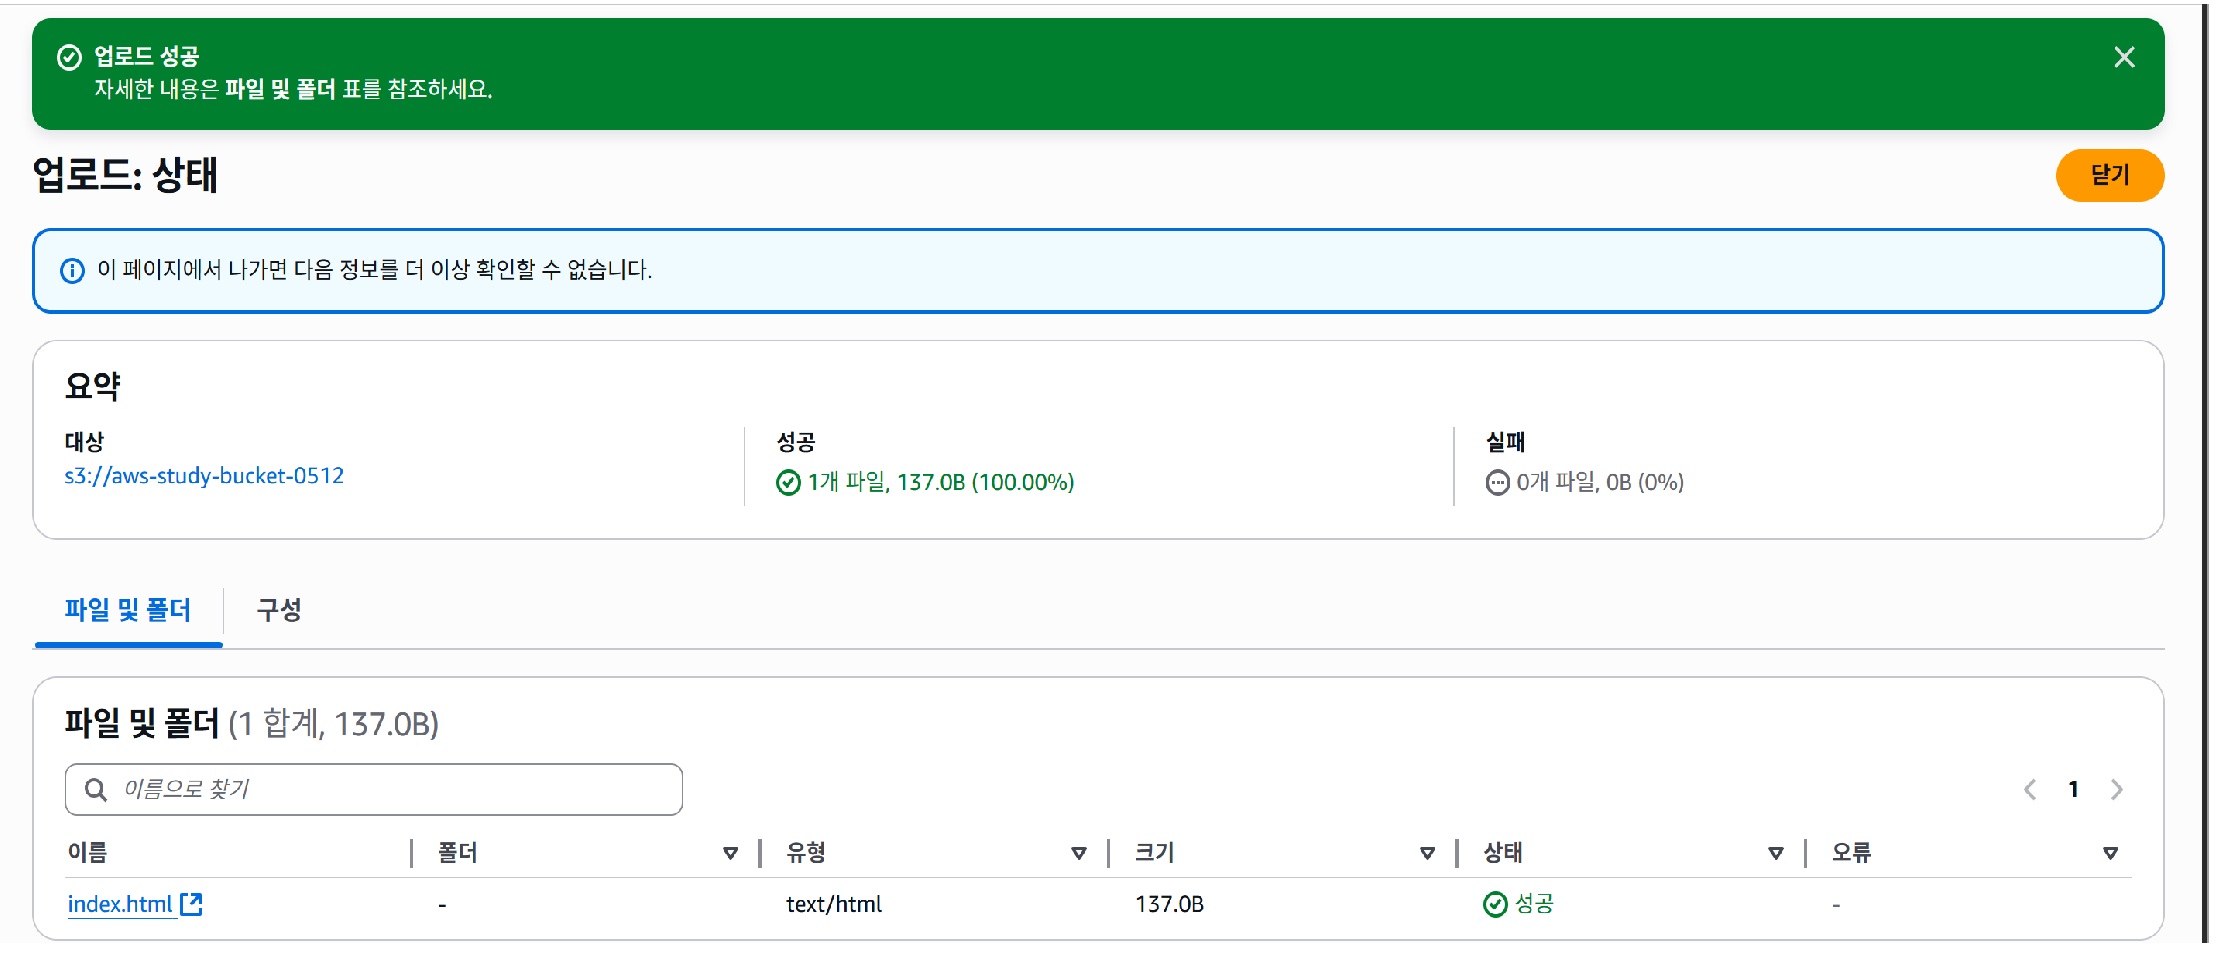 업로드 성공
자세한 내용은 파일 및 폴더 표를 참조하세요.
업로드: 상태
닫기
이 페이지에서 나가면 다음 정보를 더 이상 확인할 수 없습니다.
요약
대상
s3://aws-study-bucket-0512
성공
1개 파일, 137.0B (100.00%)
실패
0개 파일, 0B (0%)
파일 및 폴더 구성
파일 및 폴더 (1 합계, 137.0B)
이름으로 찾기
1
이름 폴더 유형 크기 상태 오류
index.html - text/html 137.0B 성공 -